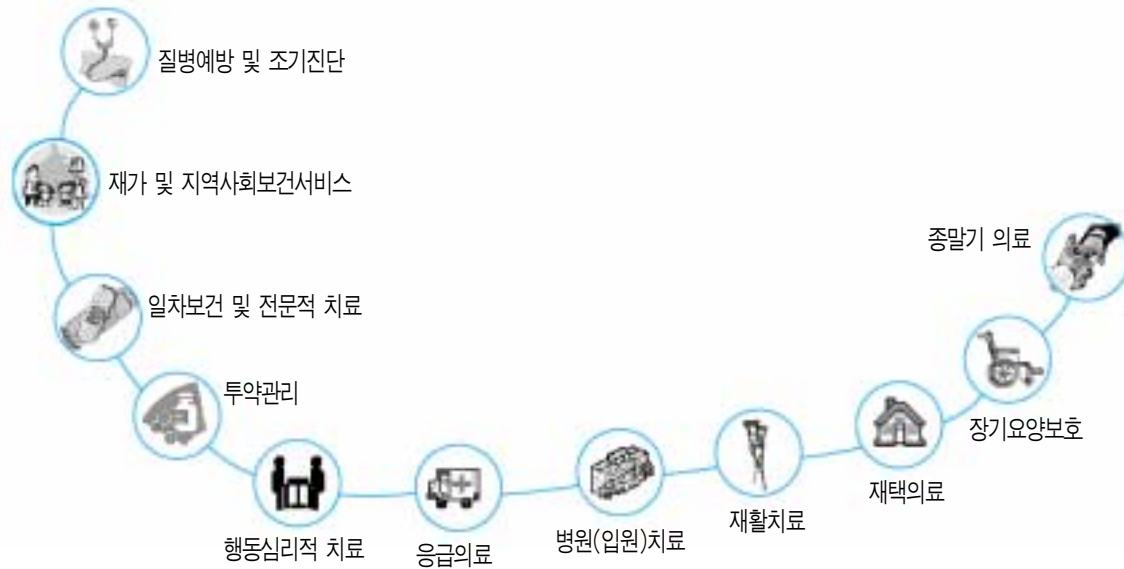 질병예방 및 조기진단
재가 및 지역사회보건서비스
일차보건 및 전문적 치료
투약관리
행동심리적 치료
응급의료
병원(입원)치료
재활치료
재택의료
장기요양보호
종말기 의료